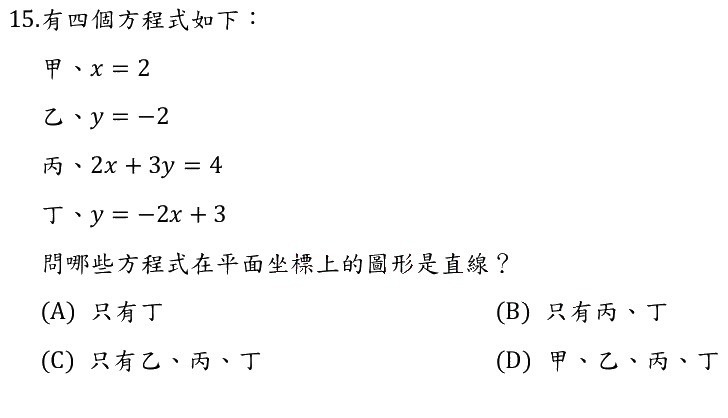 15.有四個方程式如下：
甲、x = 2
乙、y = −2
丙、2x + 3y = 4
丁、y = −2x + 3
問哪些方程式在平面坐標上的圖形是直線？
(A) 只有丁 (B) 只有丙、丁
(C) 只有乙、丙、丁 (D) 甲、乙、丙、丁